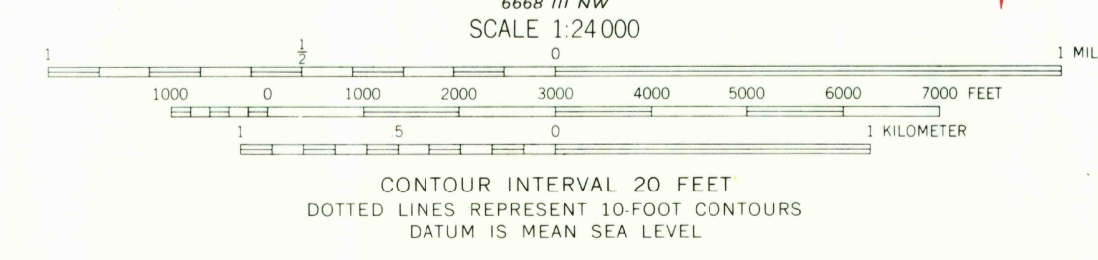 6668 III NW
SCALE 1:24 000
1 ½ 0 1 MIL
1000 0 1000 2000 3000 4000 5000 6000 7000 FEET
1 .5 0 1 KILOMETER
CONTOUR INTERVAL 20 FEET
DOTTED LINES REPRESENT 10-FOOT CONTOURS
DATUM IS MEAN SEA LEVEL